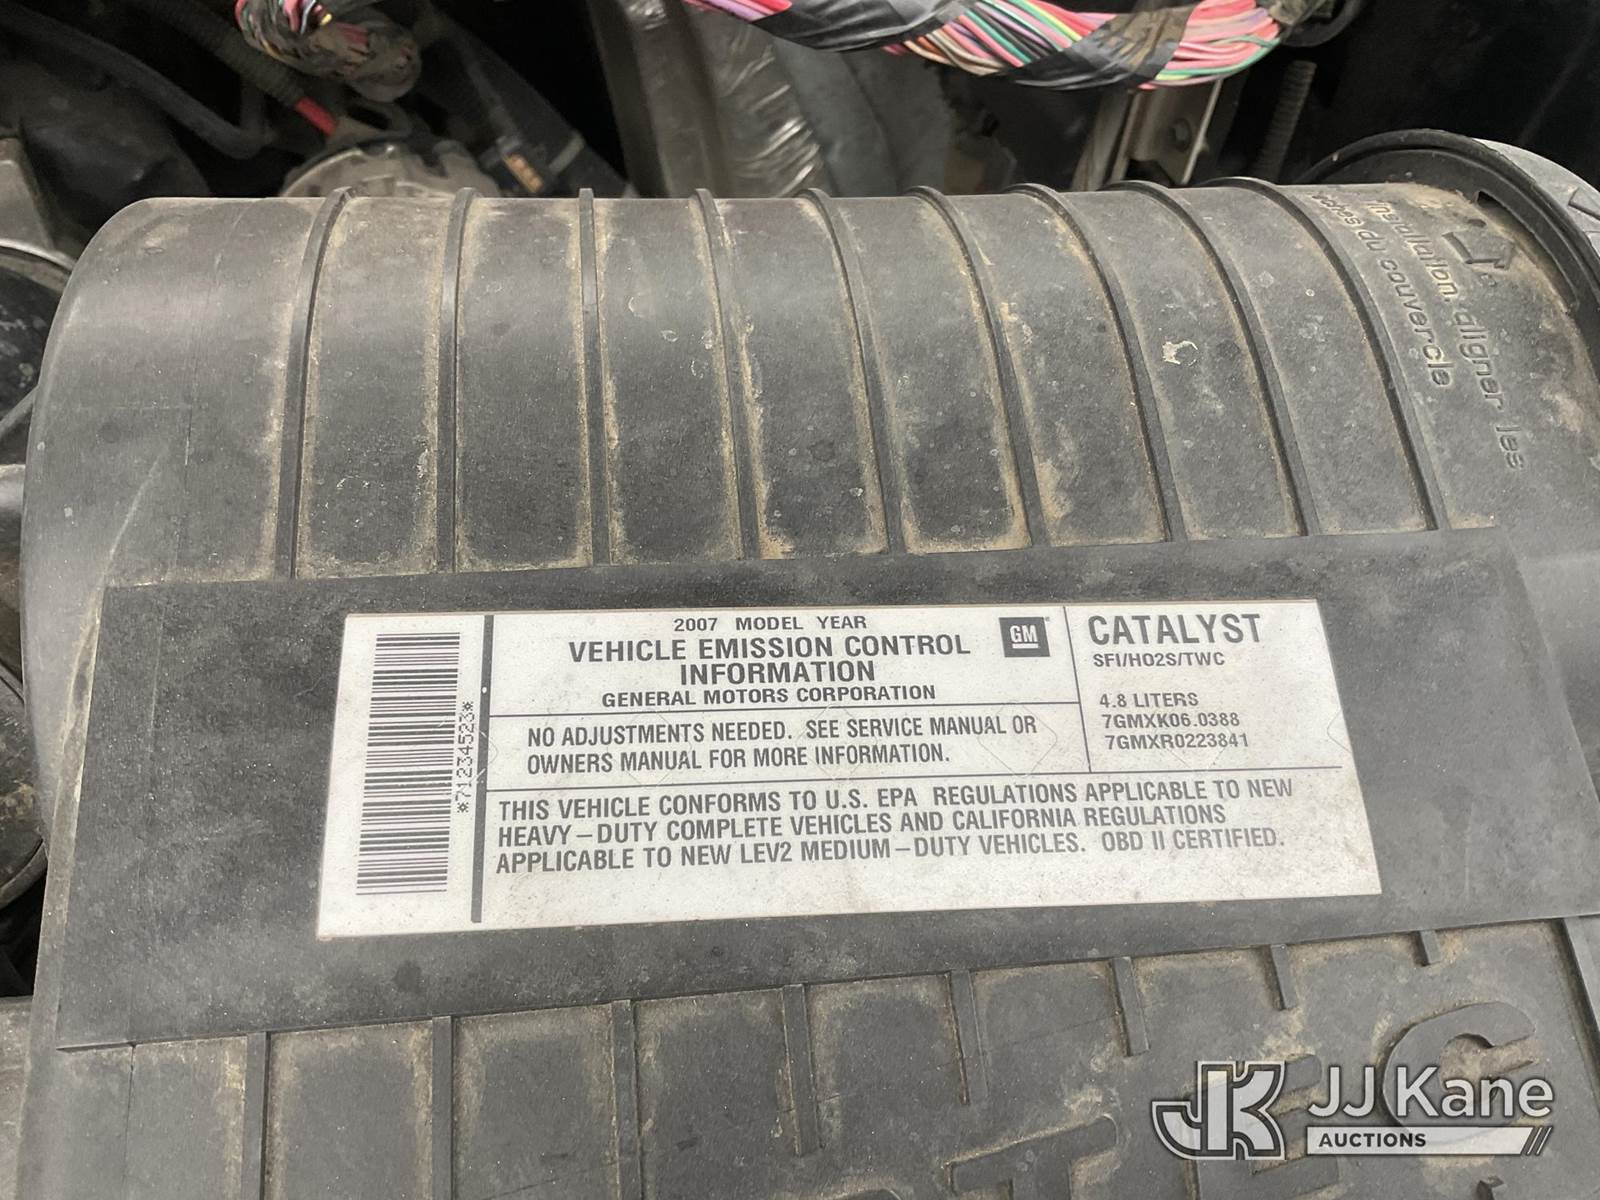 insertion, aligner les
du couvercle
2007 MODEL YEAR
VEHICLE EMISSION CONTROL
INFORMATION
GENERAL MOTORS CORPORATION
GM
CATALYST
SFI/HO2S/TWC
4.8 LITERS
7GMXK06.0388
7GMXR0223841
NO ADJUSTMENTS NEEDED. SEE SERVICE MANUAL OR
OWNERS MANUAL FOR MORE INFORMATION.
THIS VEHICLE CONFORMS TO U.S. EPA REGULATIONS APPLICABLE TO NEW
HEAVY-DUTY COMPLETE VEHICLES AND CALIFORNIA REGULATIONS
APPLICABLE TO NEW LEV2 MEDIUM-DUTY VEHICLES. OBD II CERTIFIED.
*71234523*
JK JJ Kane
AUCTIONS